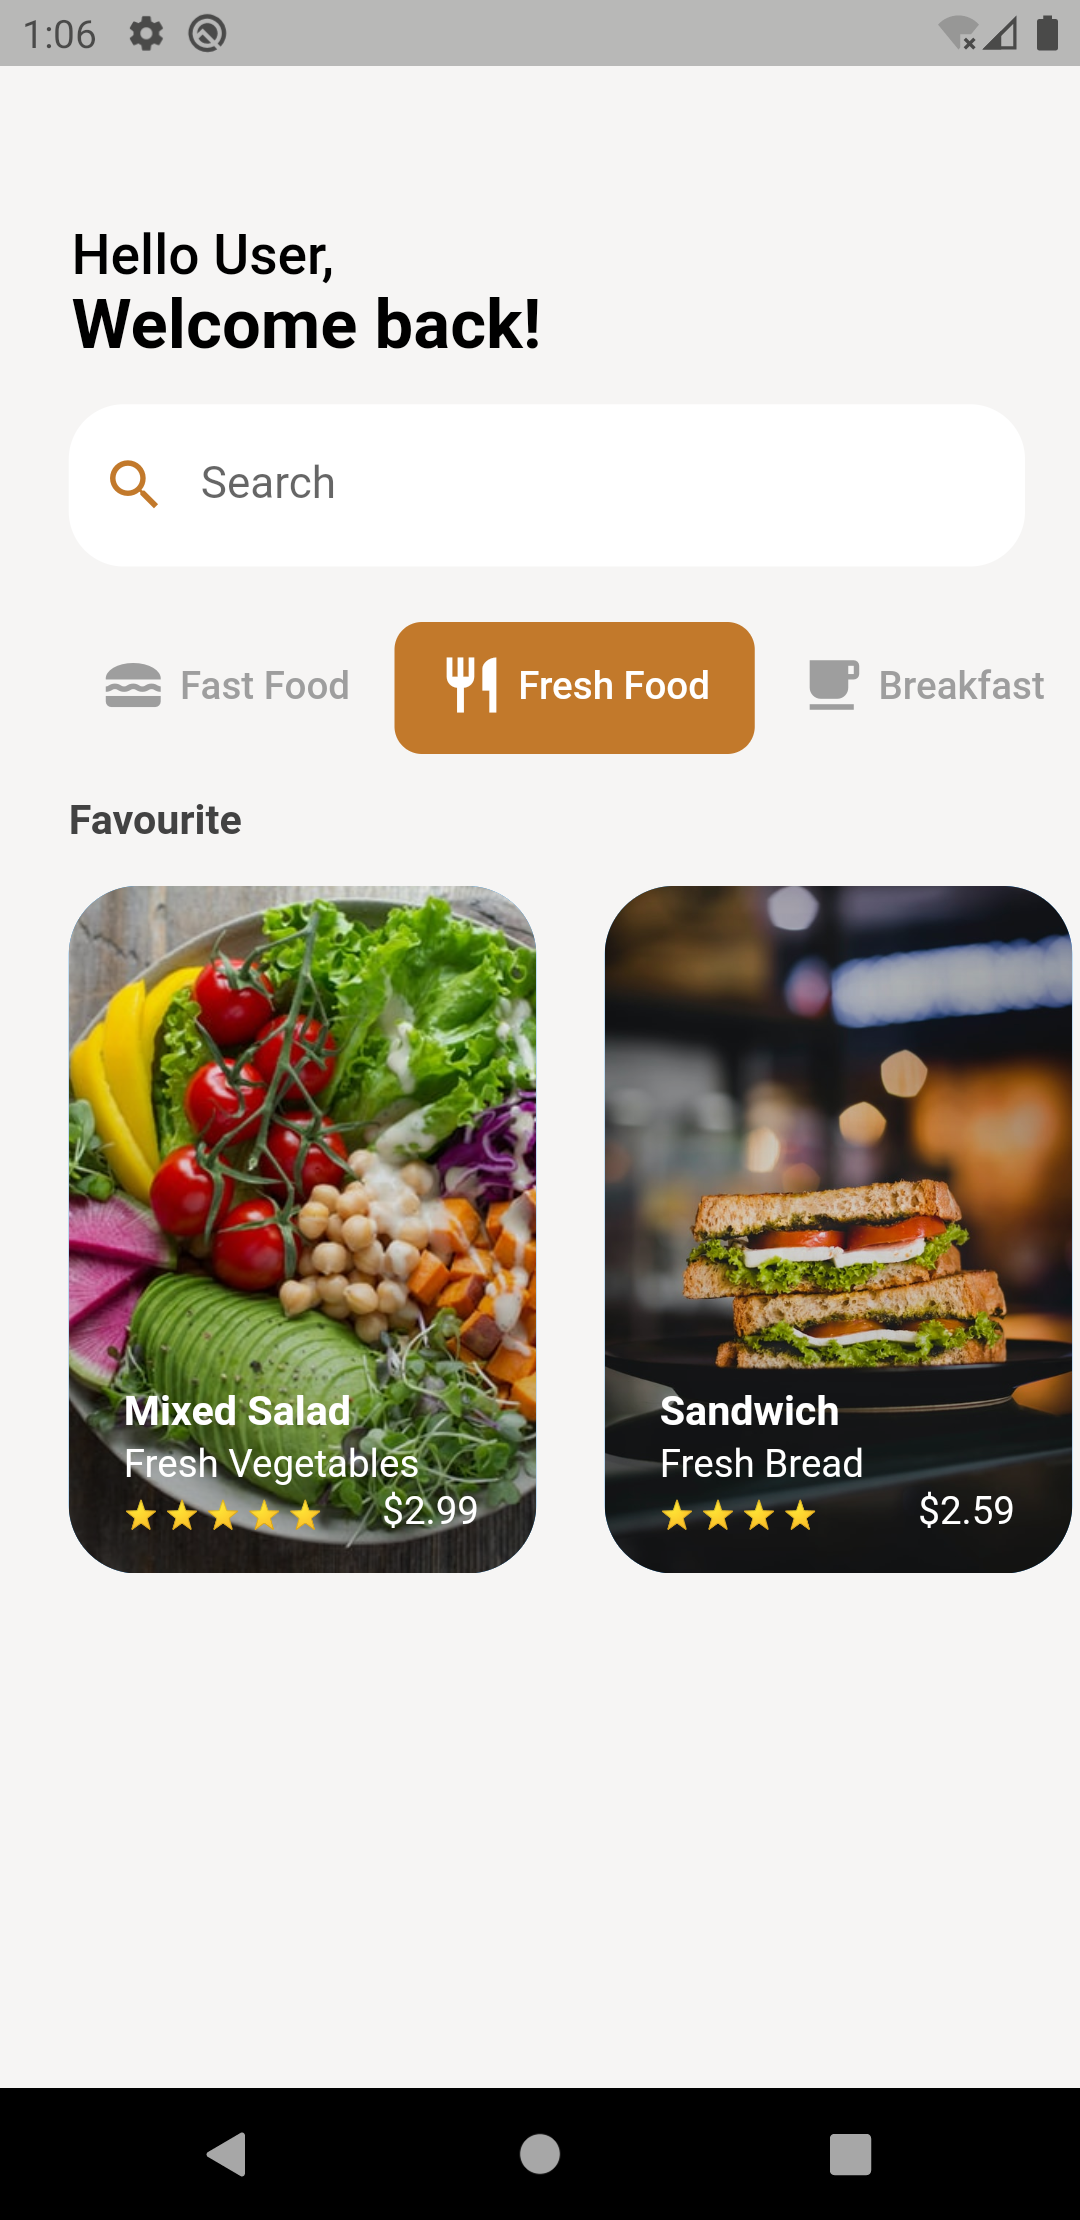 1:06
Hello User,
Welcome back!
Search
Fast Food
Fresh Food
Breakfast
Favourite
Mixed Salad
Fresh Vegetables
$2.99
Sandwich
Fresh Bread
$2.59